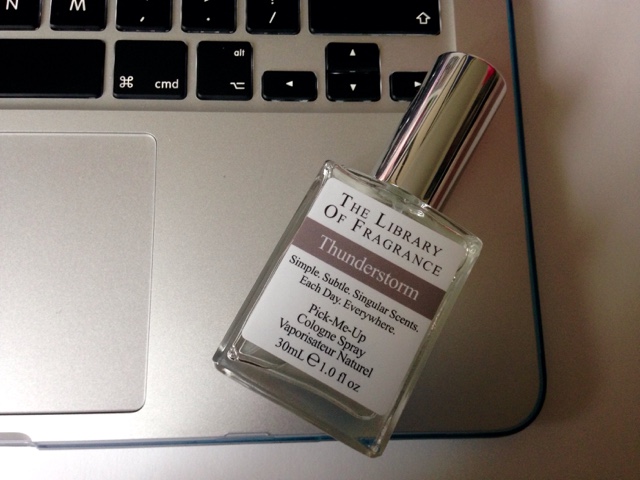 N M , . /
< > ?
alt
⌘ cmd ⌥
THE LIBRARY
OF FRAGRANCE
Thunderstorm
Simple. Subtle. Singular Scents.
Each Day. Everywhere.
Pick-Me-Up
Cologne Spray
Vaporisateur Naturel
30mL ℮ 1.0 fl oz